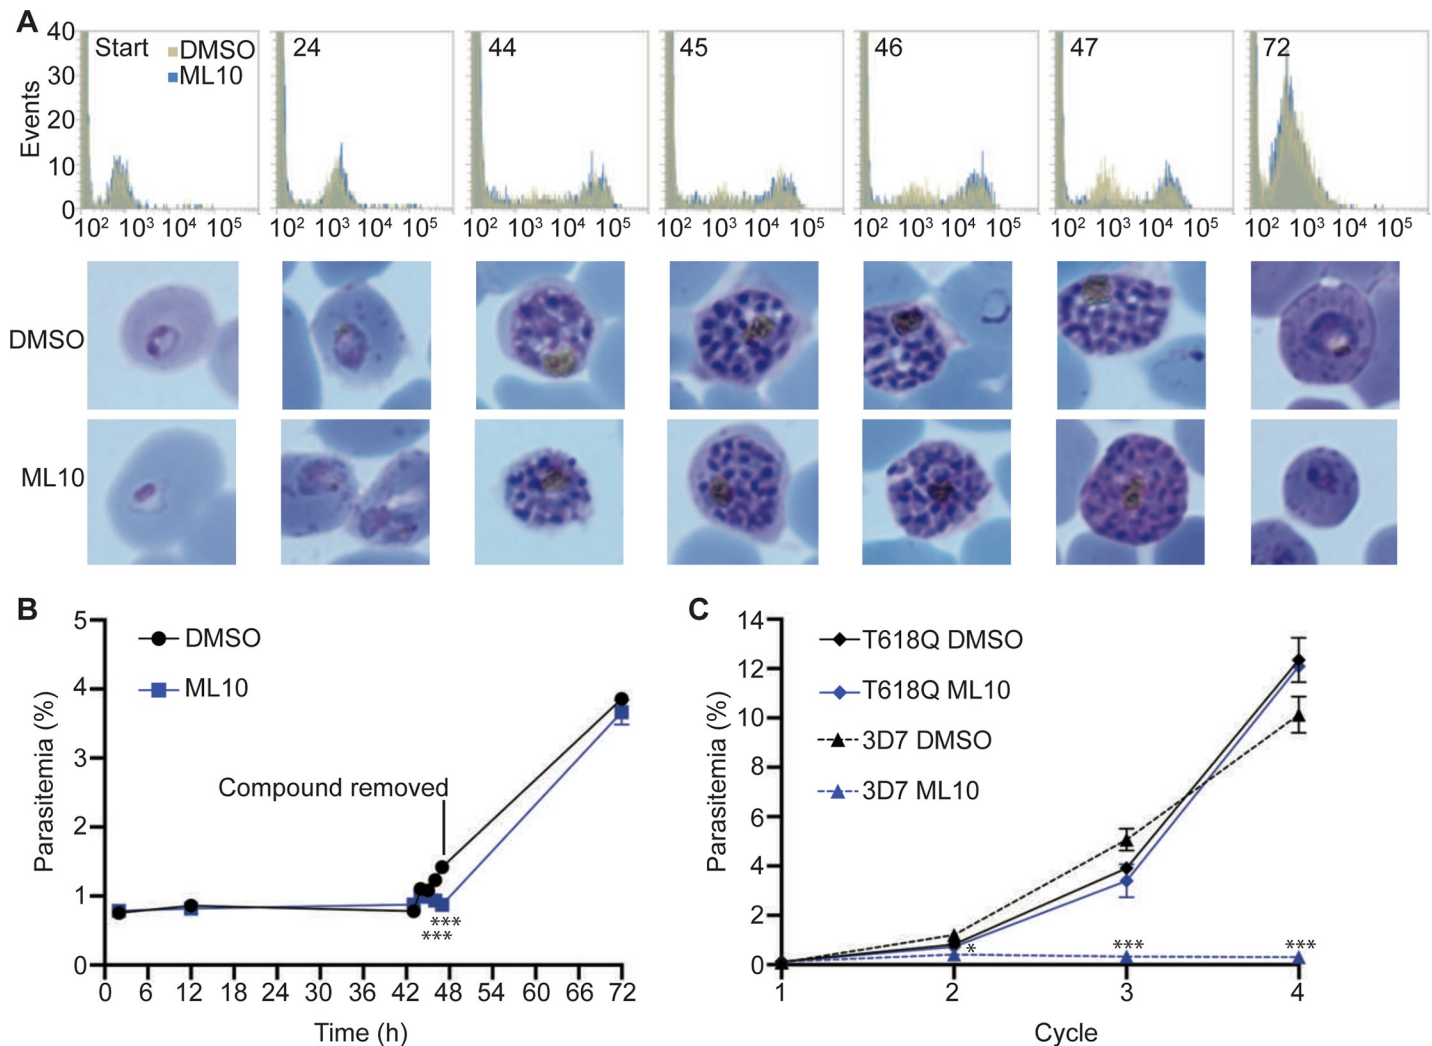 A
40
30
20
10
0
Events
Start
DMSO
ML10
24
44
45
46
47
72
10² 10³ 10⁴ 10⁵
10² 10³ 10⁴ 10⁵
10² 10³ 10⁴ 10⁵
10² 10³ 10⁴ 10⁵
10² 10³ 10⁴ 10⁵
10² 10³ 10⁴ 10⁵
10² 10³ 10⁴ 10⁵
DMSO
ML10
B
5
4
3
2
1
0
Parasitemia (%)
DMSO
ML10
Compound removed
***
***
0 6 12 18 24 30 36 42 48 54 60 66 72
Time (h)
C
14
12
10
8
6
4
2
0
Parasitemia (%)
T618Q DMSO
T618Q ML10
3D7 DMSO
3D7 ML10
*
***
***
1 2 3 4
Cycle